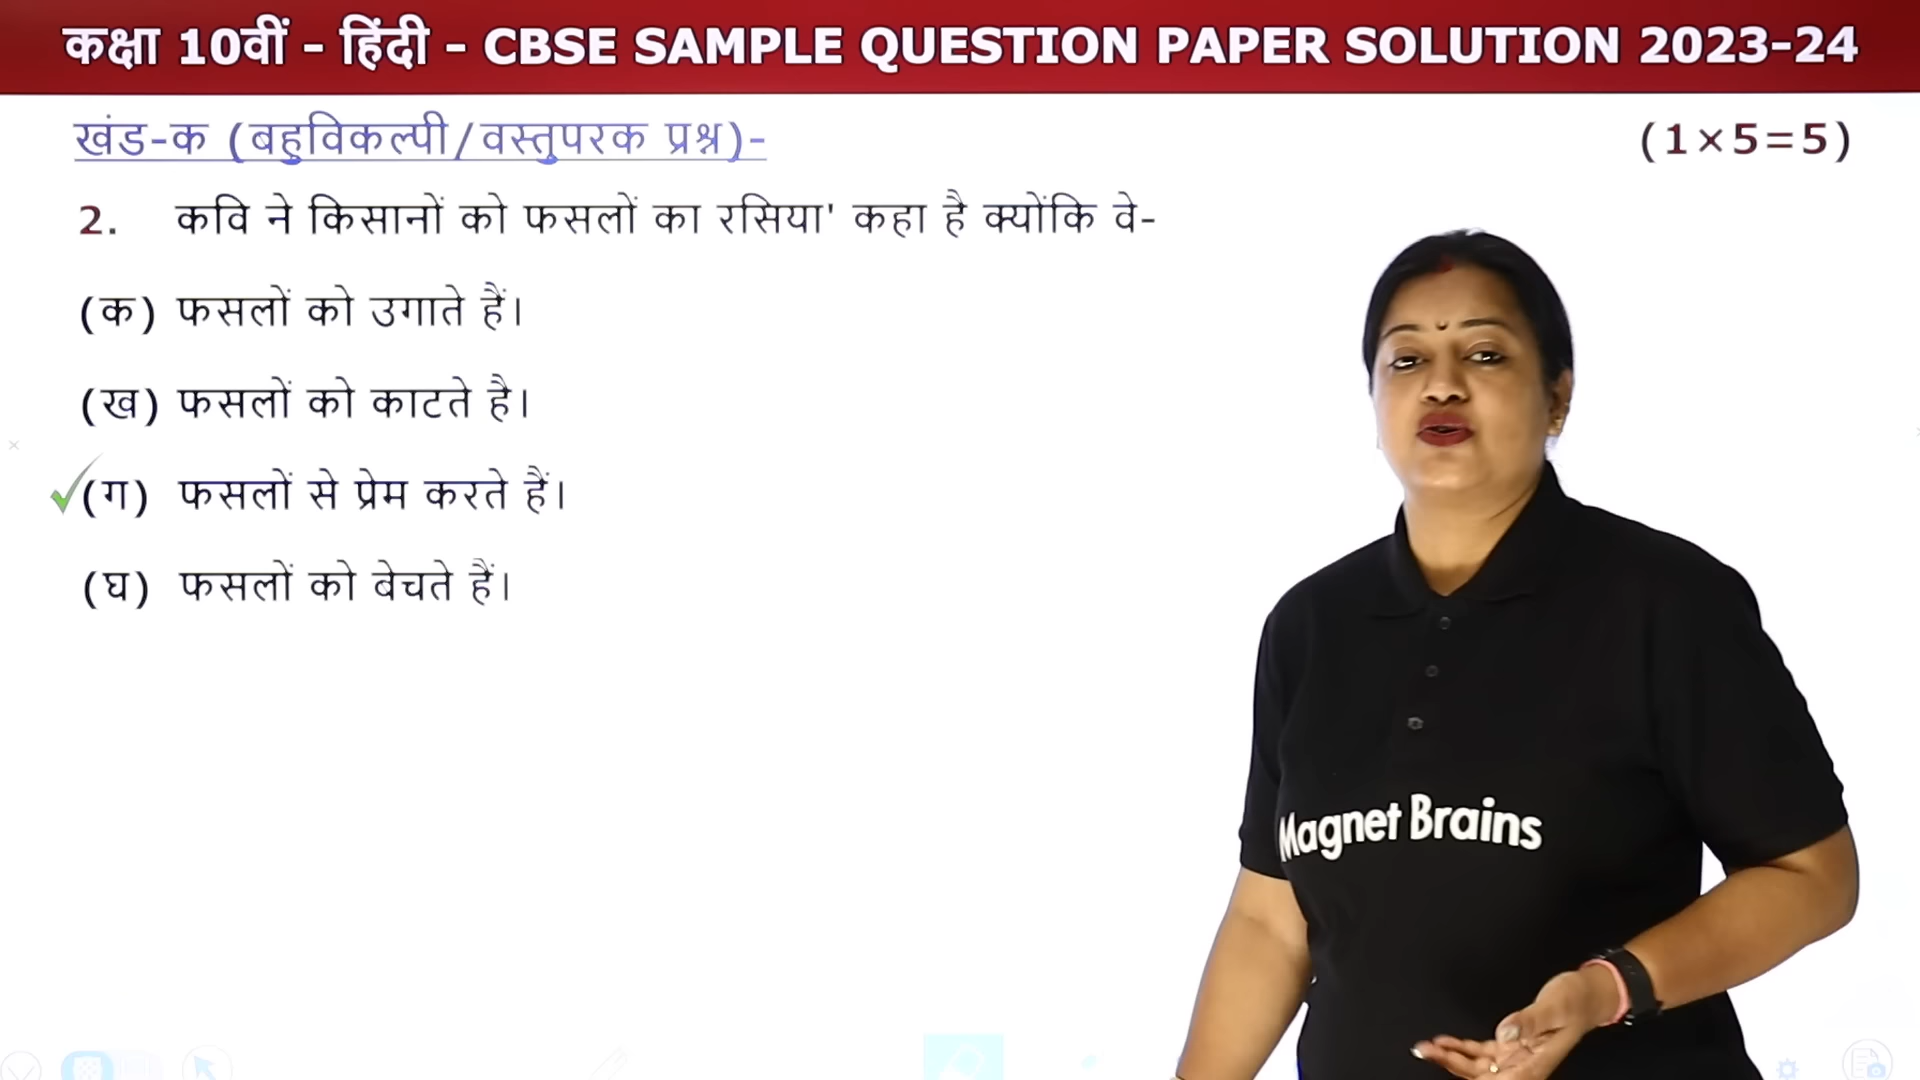 कक्षा 10वीं - हिंदी - CBSE SAMPLE QUESTION PAPER SOLUTION 2023-24
खंड-क (बहुविकल्पी/वस्तुपरक प्रश्न)-
(1×5=5)
2. कवि ने किसानों को फसलों का रसिया' कहा है क्योंकि वे-
(क) फसलों को उगाते हैं।
(ख) फसलों को काटते है।
(ग) फसलों से प्रेम करते हैं।
(घ) फसलों को बेचते हैं।
Magnet Brains